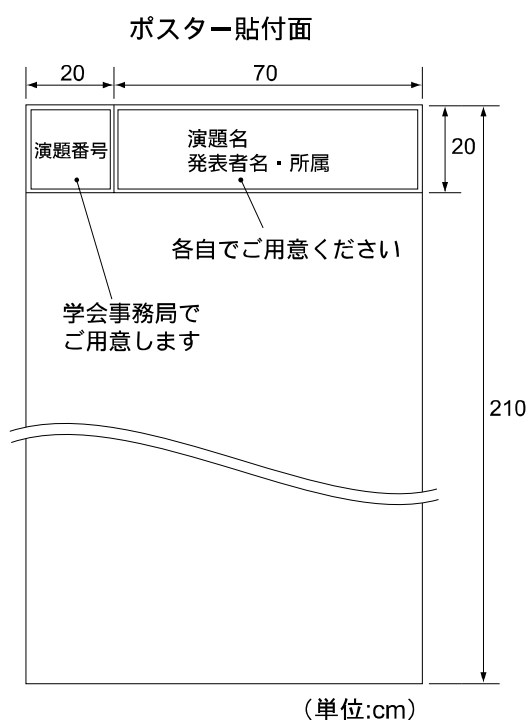 ポスター貼付面
20
70
演題番号
演題名
発表者名・所属
20
各自でご用意ください
学会事務局で
ご用意します
210
（単位:cm）